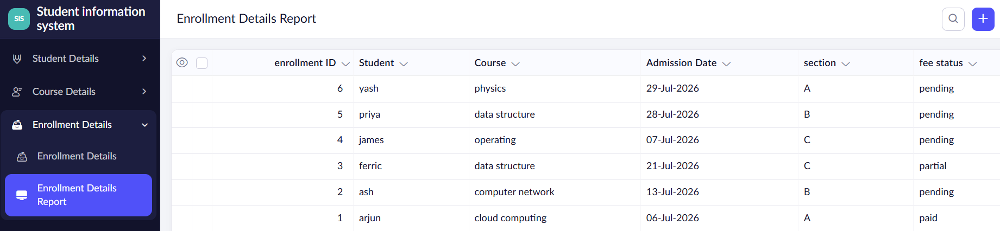 SIS
Student information
system
Student Details
Course Details
Enrollment Details
Enrollment Details
Enrollment Details
Report
Enrollment Details Report
enrollment ID Student Course Admission Date section fee status
6 yash physics 29-Jul-2026 A pending
5 priya data structure 28-Jul-2026 B pending
4 james operating 07-Jul-2026 C pending
3 ferric data structure 21-Jul-2026 C partial
2 ash computer network 13-Jul-2026 B pending
1 arjun cloud computing 06-Jul-2026 A paid